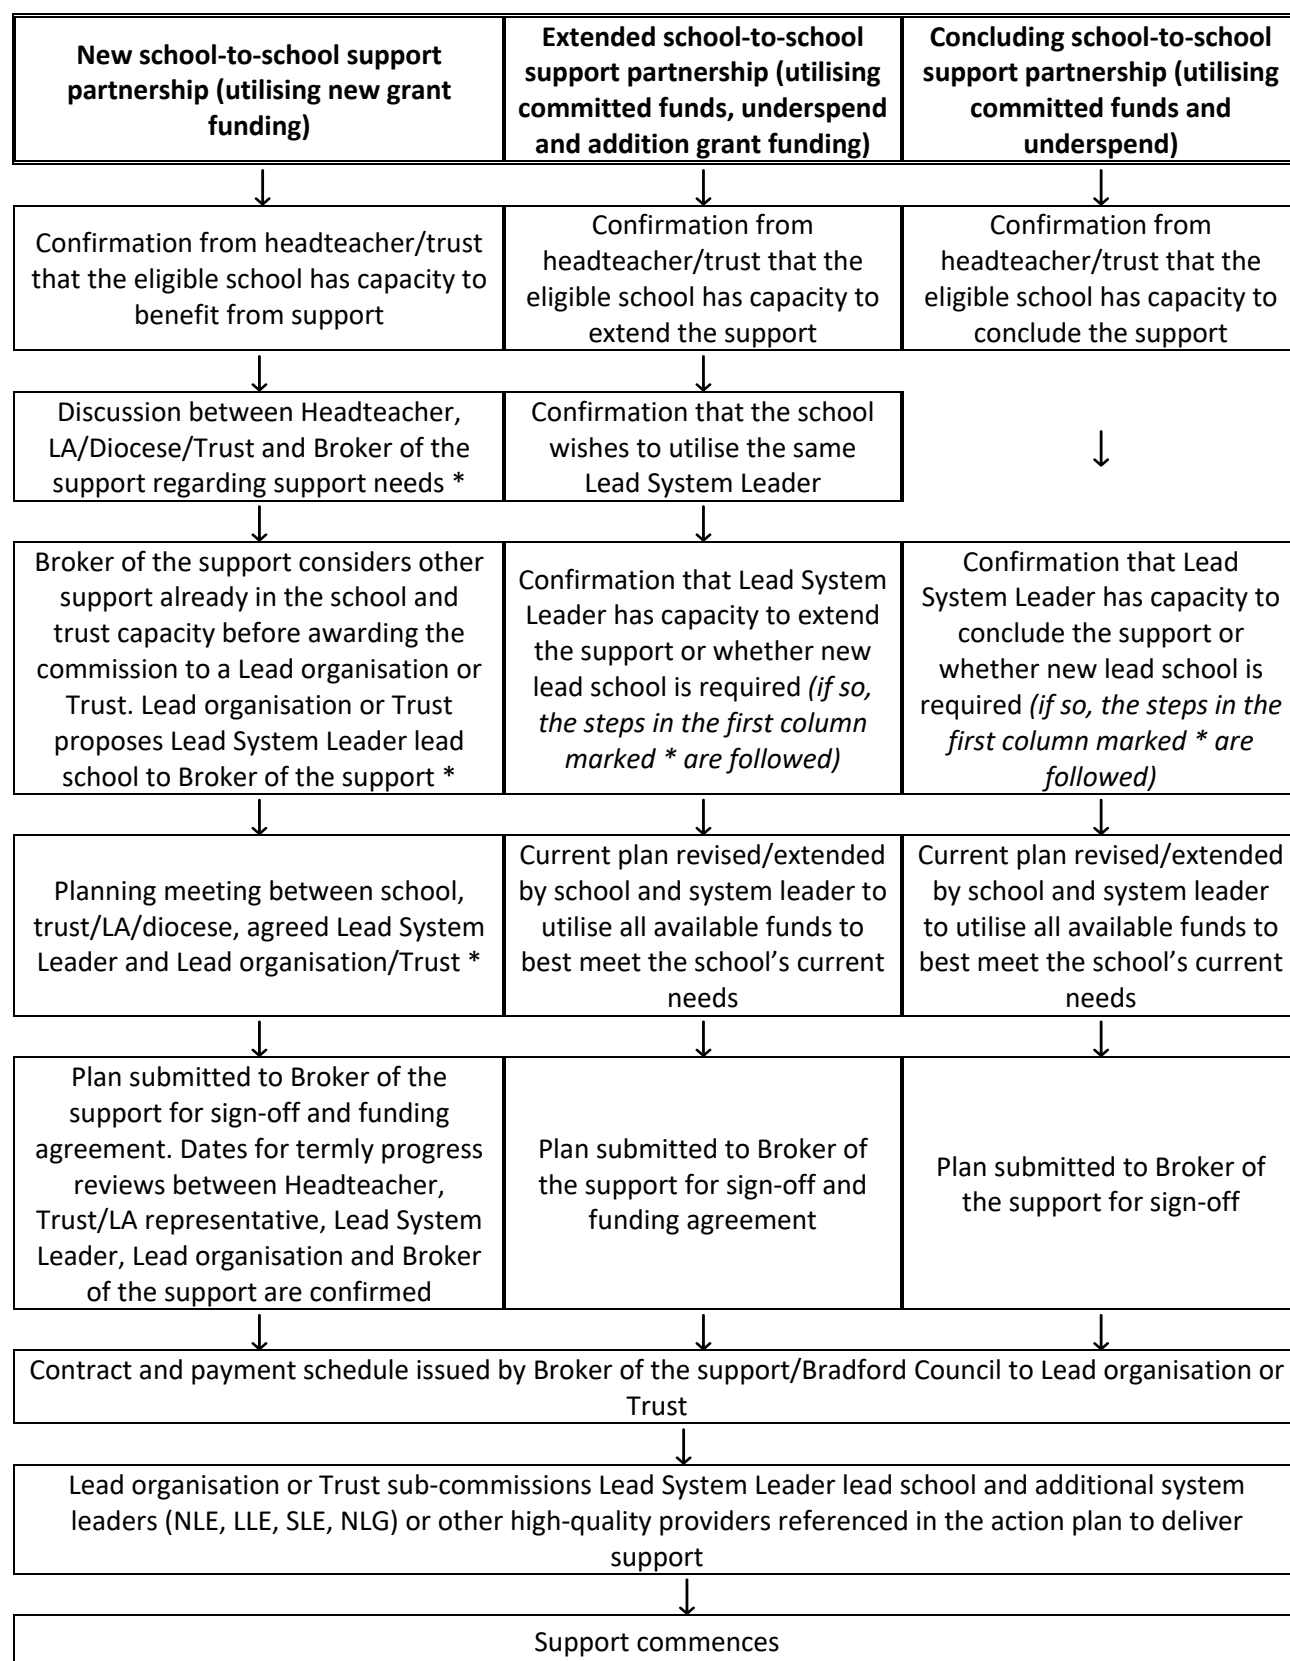 New school-to-school support
partnership (utilising new grant
funding)
Extended school-to-school
support partnership (utilising
committed funds, underspend
and addition grant funding)
Concluding school-to-school
support partnership (utilising
committed funds and
underspend)
↓
↓
↓
Confirmation from headteacher/trust
that the eligible school has capacity to
benefit from support
Confirmation from
headteacher/trust that the
eligible school has capacity to
extend the support
Confirmation from
headteacher/trust that the
eligible school has capacity to
conclude the support
↓
↓
Discussion between Headteacher,
LA/Diocese/Trust and Broker of the
support regarding support needs *
Confirmation that the school
wishes to utilise the same
Lead System Leader
↓
↓
↓
Broker of the support considers other
support already in the school and
trust capacity before awarding the
commission to a Lead organisation or
Trust. Lead organisation or Trust
proposes Lead System Leader lead
school to Broker of the support *
Confirmation that Lead System
Leader has capacity to extend
the support or whether new
lead school is required (if so,
the steps in the first column
marked * are followed)
Confirmation that Lead
System Leader has capacity to
conclude the support or
whether new lead school is
required (if so, the steps in the
first column marked * are
followed)
↓
↓
↓
Planning meeting between school,
trust/LA/diocese, agreed Lead System
Leader and Lead organisation/Trust *
Current plan revised/extended
by school and system leader to
utilise all available funds to
best meet the school’s current
needs
Current plan revised/extended
by school and system leader
to utilise all available funds to
best meet the school’s current
needs
↓
↓
↓
Plan submitted to Broker of the
support for sign-off and funding
agreement. Dates for termly progress
reviews between Headteacher,
Trust/LA representative, Lead System
Leader, Lead organisation and Broker
of the support are confirmed
Plan submitted to Broker of
the support for sign-off and
funding agreement
Plan submitted to Broker of
the support for sign-off
↓
↓
↓
Contract and payment schedule issued by Broker of the support/Bradford Council to Lead organisation or
Trust
↓
Lead organisation or Trust sub-commissions Lead System Leader lead school and additional system
leaders (NLE, LLE, SLE, NLG) or other high-quality providers referenced in the action plan to deliver
support
↓
Support commences